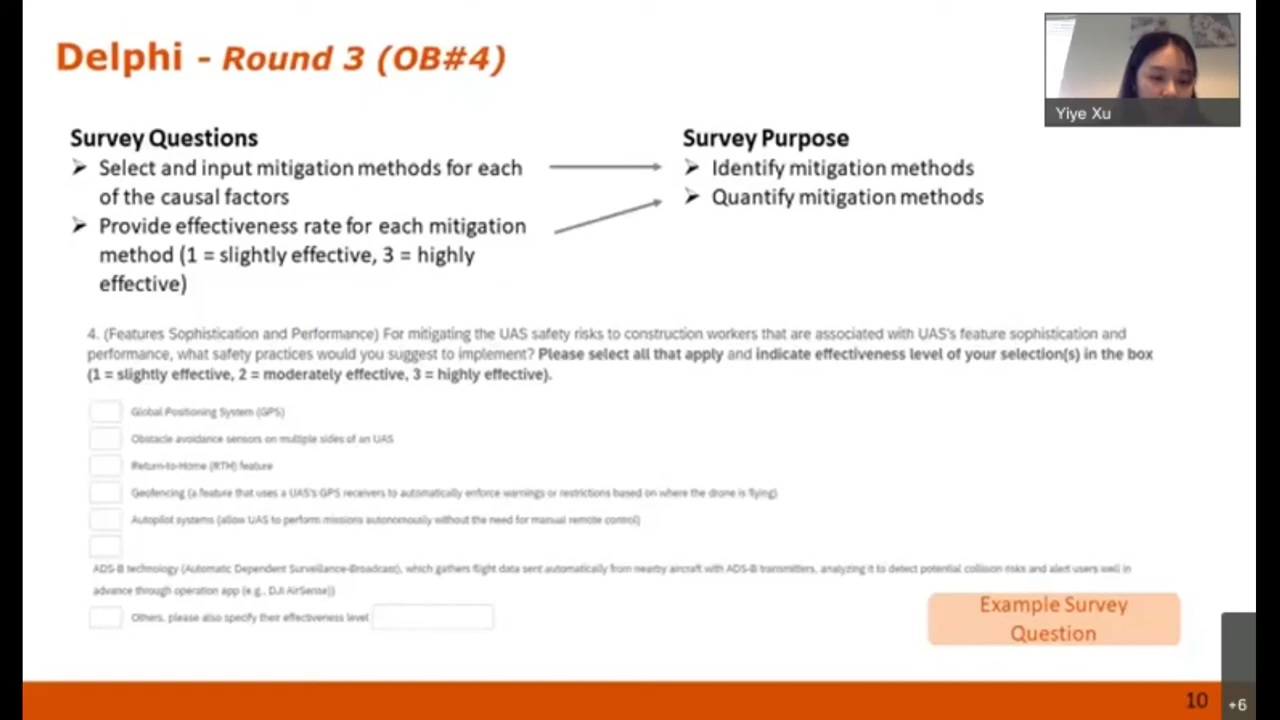 Delphi - Round 3 (OB#4)
Yiye Xu
Survey Questions
Select and input mitigation methods for each
of the causal factors
Provide effectiveness rate for each mitigation
method (1 = slightly effective, 3 = highly
effective)
Survey Purpose
Identify mitigation methods
Quantify mitigation methods
4. (Features Sophistication and Performance) For mitigating the UAS safety risks to construction workers that are associated with UAS's feature sophistication and
performance, what safety practices would you suggest to implement? Please select all that apply and indicate effectiveness level of your selection(s) in the box
(1 = slightly effective, 2 = moderately effective, 3 = highly effective).
Global Positioning System (GPS)
Obstacle avoidance sensors on multiple sides of an UAS
Return-to-Home (RTH) feature
Geofencing (a feature that uses a UAS's GPS receivers to automatically enforce warnings or restrictions based on where the drone is flying)
Autopilot systems (allow UAS to perform missions autonomously without the need for manual remote control)
ADS-B technology (Automatic Dependent Surveillance-Broadcast), which gathers flight data sent automatically from nearby aircraft with ADS-B transmitters, analyzing it to detect potential collision risks and alert users well in
advance through operation app (e.g., DJI AirSense))
Others, please also specify their effectiveness level
Example Survey
Question
10
+6